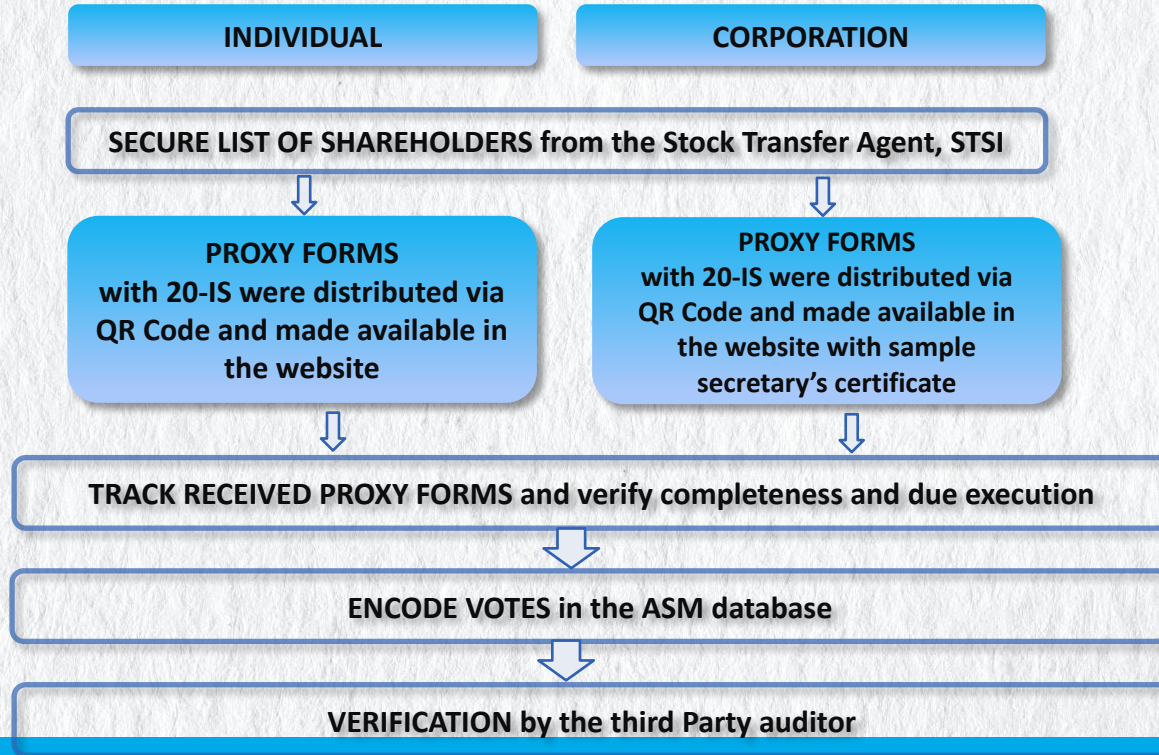 INDIVIDUAL
CORPORATION
SECURE LIST OF SHAREHOLDERS from the Stock Transfer Agent, STSI
PROXY FORMS
with 20-IS were distributed via
QR Code and made available in
the website
PROXY FORMS
with 20-IS were distributed via
QR Code and made available in
the website with sample
secretary’s certificate
TRACK RECEIVED PROXY FORMS and verify completeness and due execution
ENCODE VOTES in the ASM database
VERIFICATION by the third Party auditor